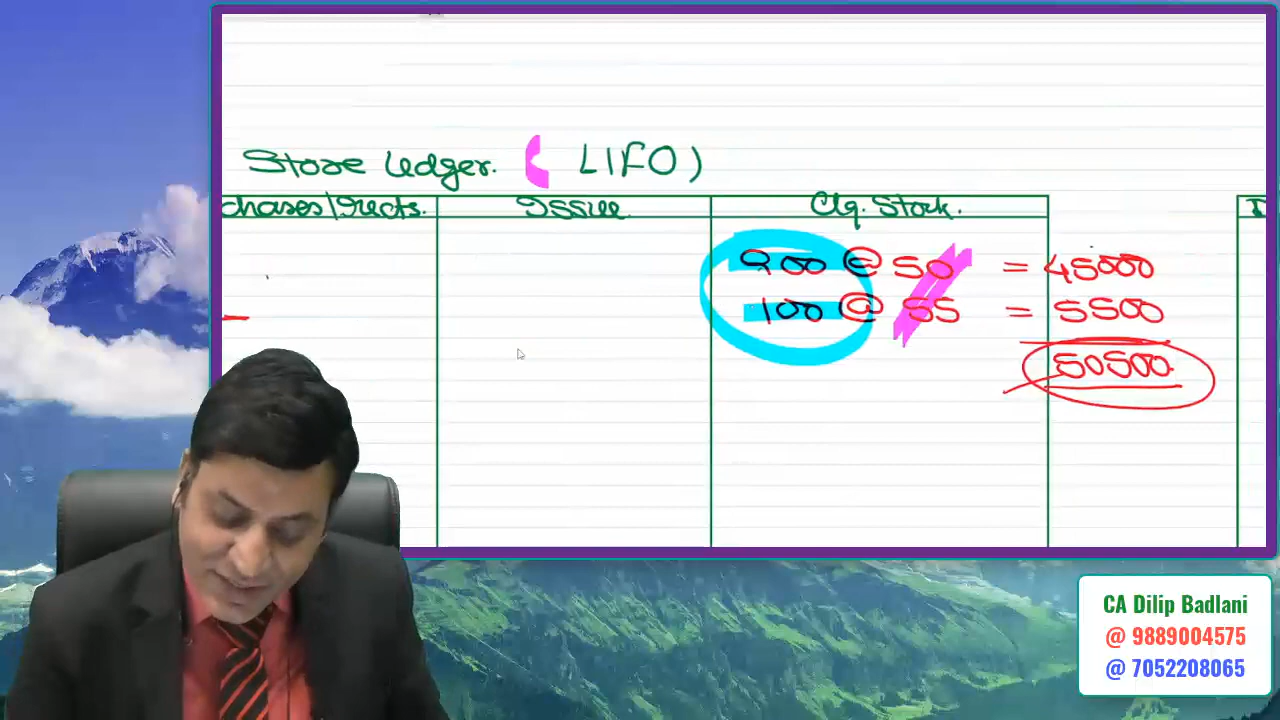 Store Ledger. ( LIFO)
chases/Irects. Issue Clg. Stock.
900 @ 50 = 45000
100 @ 55 = 5500
50500
CA Dilip Badlani
@ 9889004575
@ 7052208065